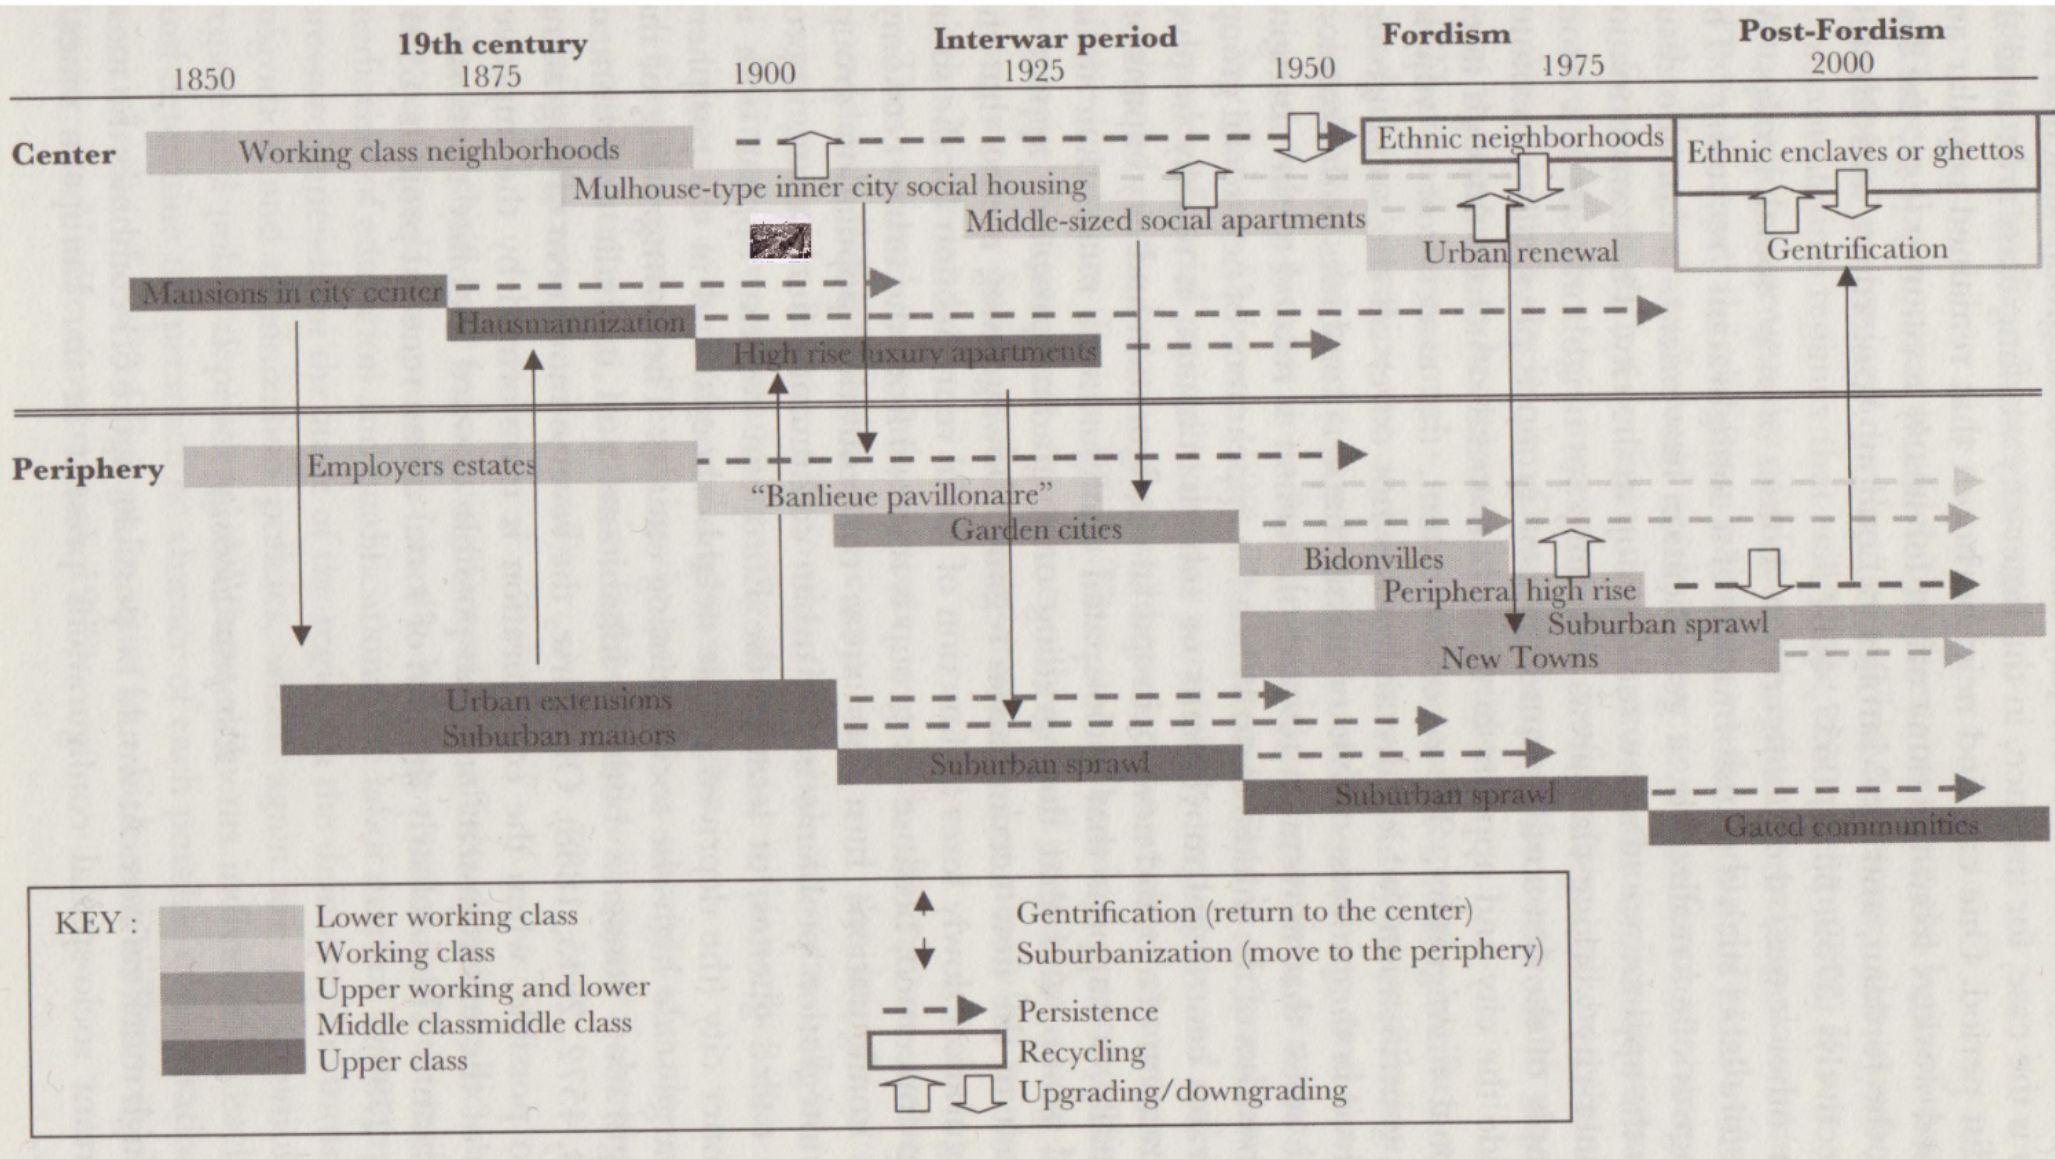 19th century Interwar period Fordism Post-Fordism
1850 1875 1900 1925 1950 1975 2000
Center
Working class neighborhoods
Ethnic neighborhoods
Ethnic enclaves or ghettos
Mulhouse-type inner city social housing
Middle-sized social apartments
Urban renewal
Gentrification
Mansions in city center
Hausmannization
High rise luxury apartments
Periphery
Employers estates
“Banlieue pavillonaire”
Garden cities
Bidonvilles
Peripheral high rise
Suburban sprawl
New Towns
Urban extensions
Suburban manors
Suburban sprawl
Suburban sprawl
Gated communities
KEY :
Lower working class
Working class
Upper working and lower
Middle classmiddle class
Upper class
Gentrification (return to the center)
Suburbanization (move to the periphery)
Persistence
Recycling
Upgrading/downgrading